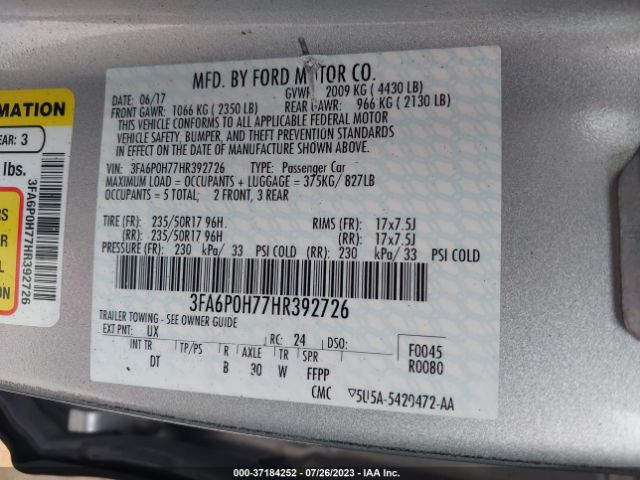 MFD. BY FORD MOTOR CO.
DATE: 06/17 GVWR: 2009 KG ( 4430 LB)
FRONT GAWR: 1066 KG ( 2350 LB) REAR GAWR: 966 KG ( 2130 LB)
THIS VEHICLE CONFORMS TO ALL APPLICABLE FEDERAL MOTOR
VEHICLE SAFETY, BUMPER, AND THEFT PREVENTION STANDARDS
IN EFFECT ON THE DATE OF MANUFACTURE SHOWN ABOVE.
VIN: 3FA6P0H77HR392726 TYPE: Passenger Car
MAXIMUM LOAD = OCCUPANTS + LUGGAGE = 375KG/ 827LB
OCCUPANTS = 5 TOTAL; 2 FRONT, 3 REAR
TIRE (FR): 235/50R17 96H RIMS (FR): 17x7.5J
(RR): 235/50R17 96H (RR): 17x7.5J
PRESSURE (FR): 230 kPa/ 33 PSI COLD (RR): 230 kPa/ 33 PSI COLD
3FA6P0H77HR392726
TRAILER TOWING - SEE OWNER GUIDE
EXT PNT: UX RC: 24 DSO:
INT TR TP/PS R AXLE TR SPR
DT B 30 W FFPP
F0045
R0080
CMC ▽5U5A-5420472-AA
RMATION
EAR: 3
lbs.
3FA6P0H77HR392726
000-37184252 | 07/26/2023 | IAA Inc.